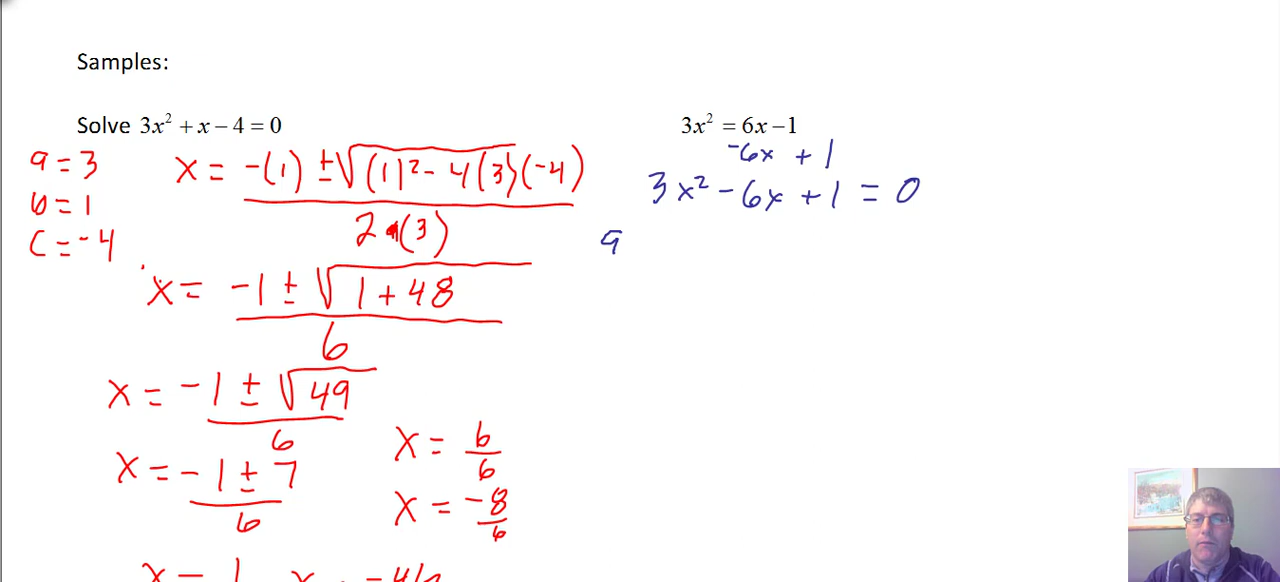 Samples:
Solve 3x² + x − 4 = 0
a = 3
b = 1
c = -4
x = -(1) ± √(1)² - 4(3)(-4)
2 (3)
x = -1 ± √1 + 48
6
x = -1 ± √49
6
x = -1 ± 7
6
x = 6
6
x = -8
6
x = 1
3x² = 6x − 1
-6x + 1
3x² - 6x + 1 = 0
a